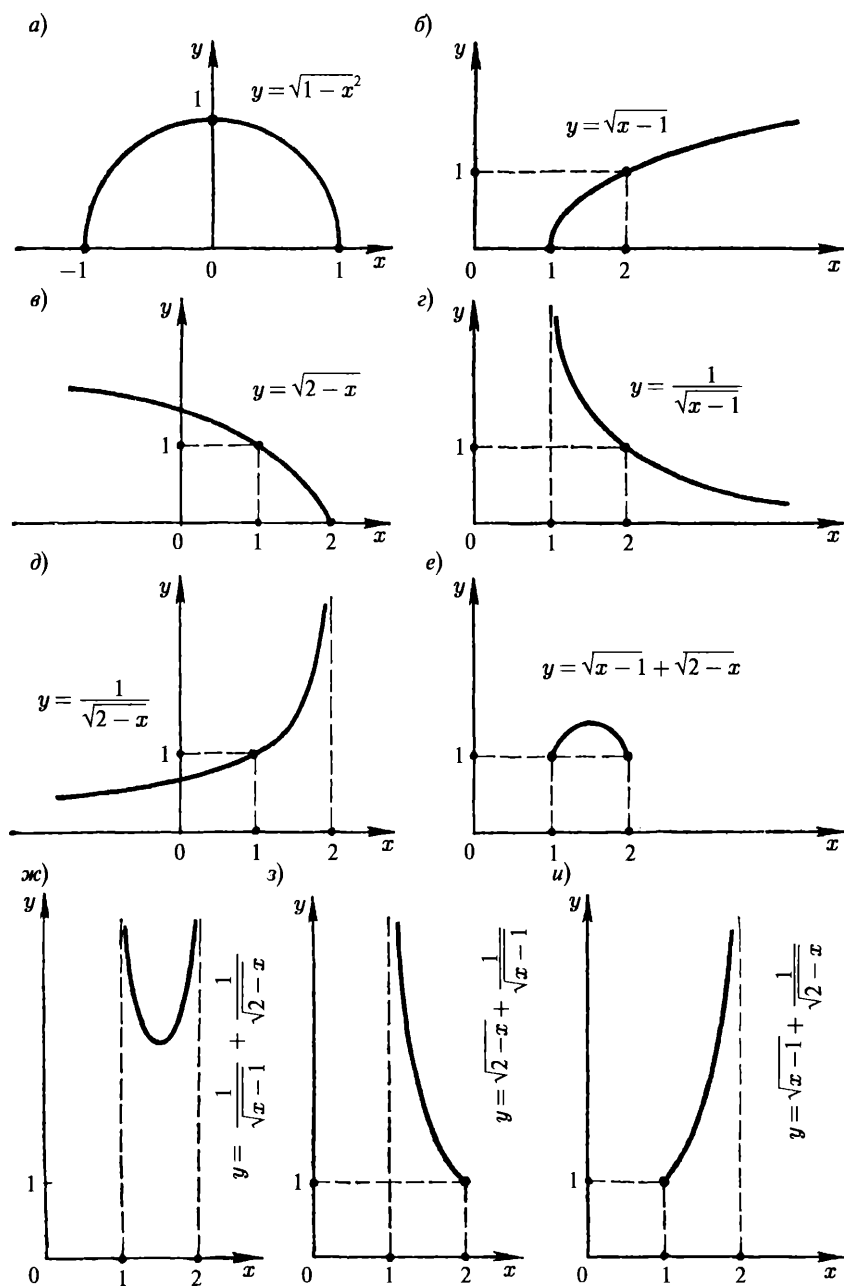 а)
y
1
y = √1 − x²
−1
0
1
x
б)
y
y = √x − 1
1
0
1
2
x
в)
y
y = √2 − x
1
0
1
2
x
г)
y
y = 1/√x − 1
1
0
1
2
x
д)
y
y = 1/√2 − x
1
0
1
2
x
е)
y
y = √x − 1 + √2 − x
1
0
1
2
x
ж)
y
y = 1/√x − 1 + 1/√2 − x
1
0
1
2
x
з)
y
y = √2 − x + 1/√x − 1
1
0
1
2
x
и)
y
y = √x − 1 + 1/√2 − x
1
0
1
2
x